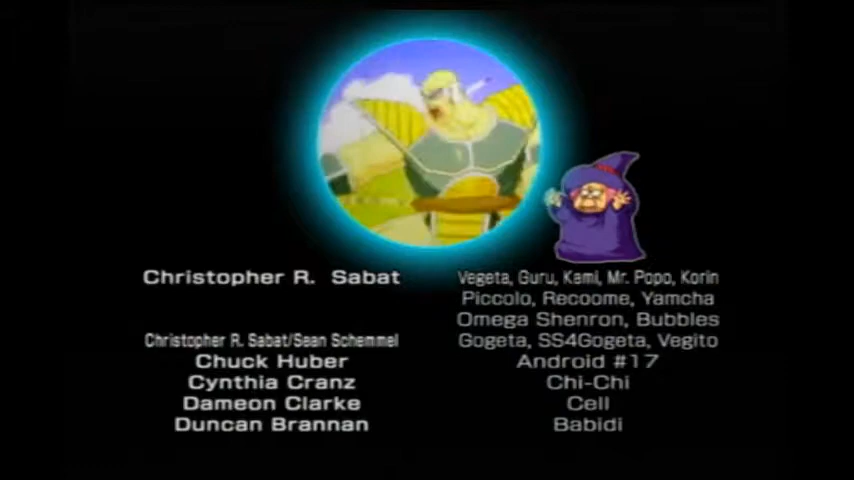 Christopher R. Sabat Vegeta, Guru, Kami, Mr. Popo, Korin
Piccolo, Recoome, Yamcha
Omega Shenron, Bubbles
Christopher R. Sabat/Sean Schemmel Gogeta, SS4Gogeta, Vegito
Chuck Huber Android #17
Cynthia Cranz Chi-Chi
Dameon Clarke Cell
Duncan Brannan Babidi